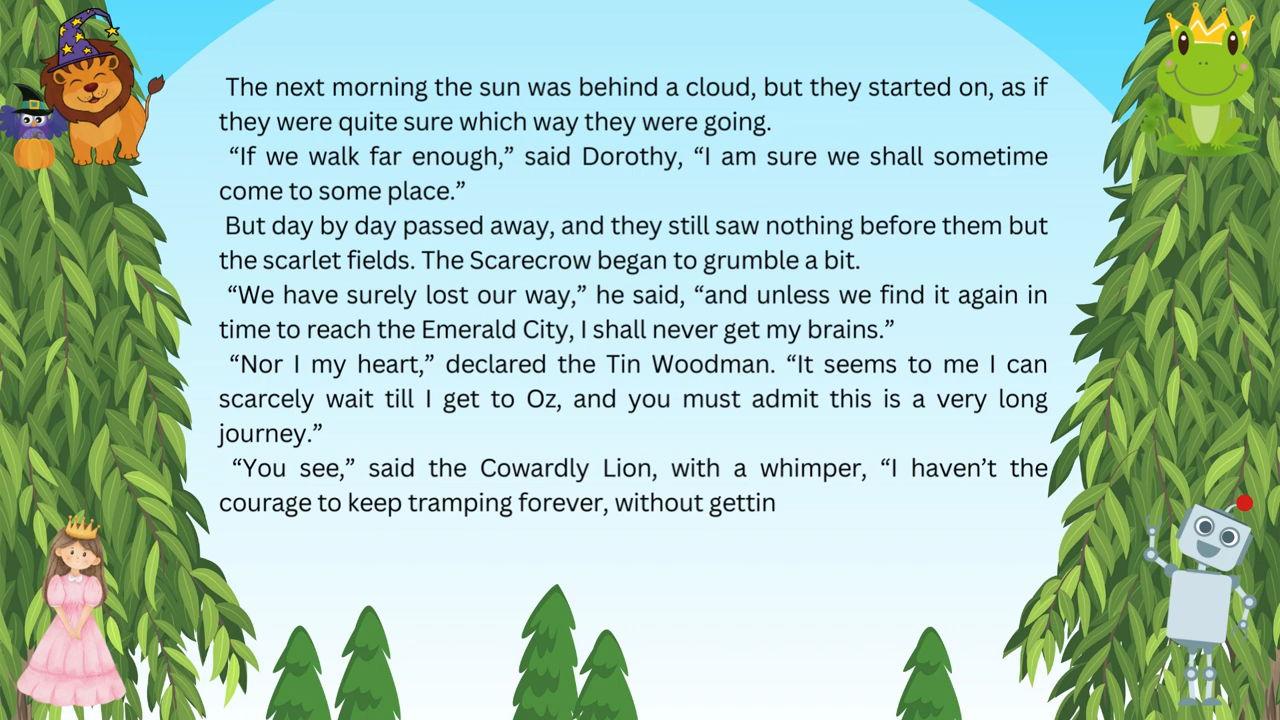 The next morning the sun was behind a cloud, but they started on, as if
they were quite sure which way they were going.
“If we walk far enough,” said Dorothy, “I am sure we shall sometime
come to some place.”
But day by day passed away, and they still saw nothing before them but
the scarlet fields. The Scarecrow began to grumble a bit.
“We have surely lost our way,” he said, “and unless we find it again in
time to reach the Emerald City, I shall never get my brains.”
“Nor I my heart,” declared the Tin Woodman. “It seems to me I can
scarcely wait till I get to Oz, and you must admit this is a very long
journey.”
“You see,” said the Cowardly Lion, with a whimper, “I haven’t the
courage to keep tramping forever, without gettin